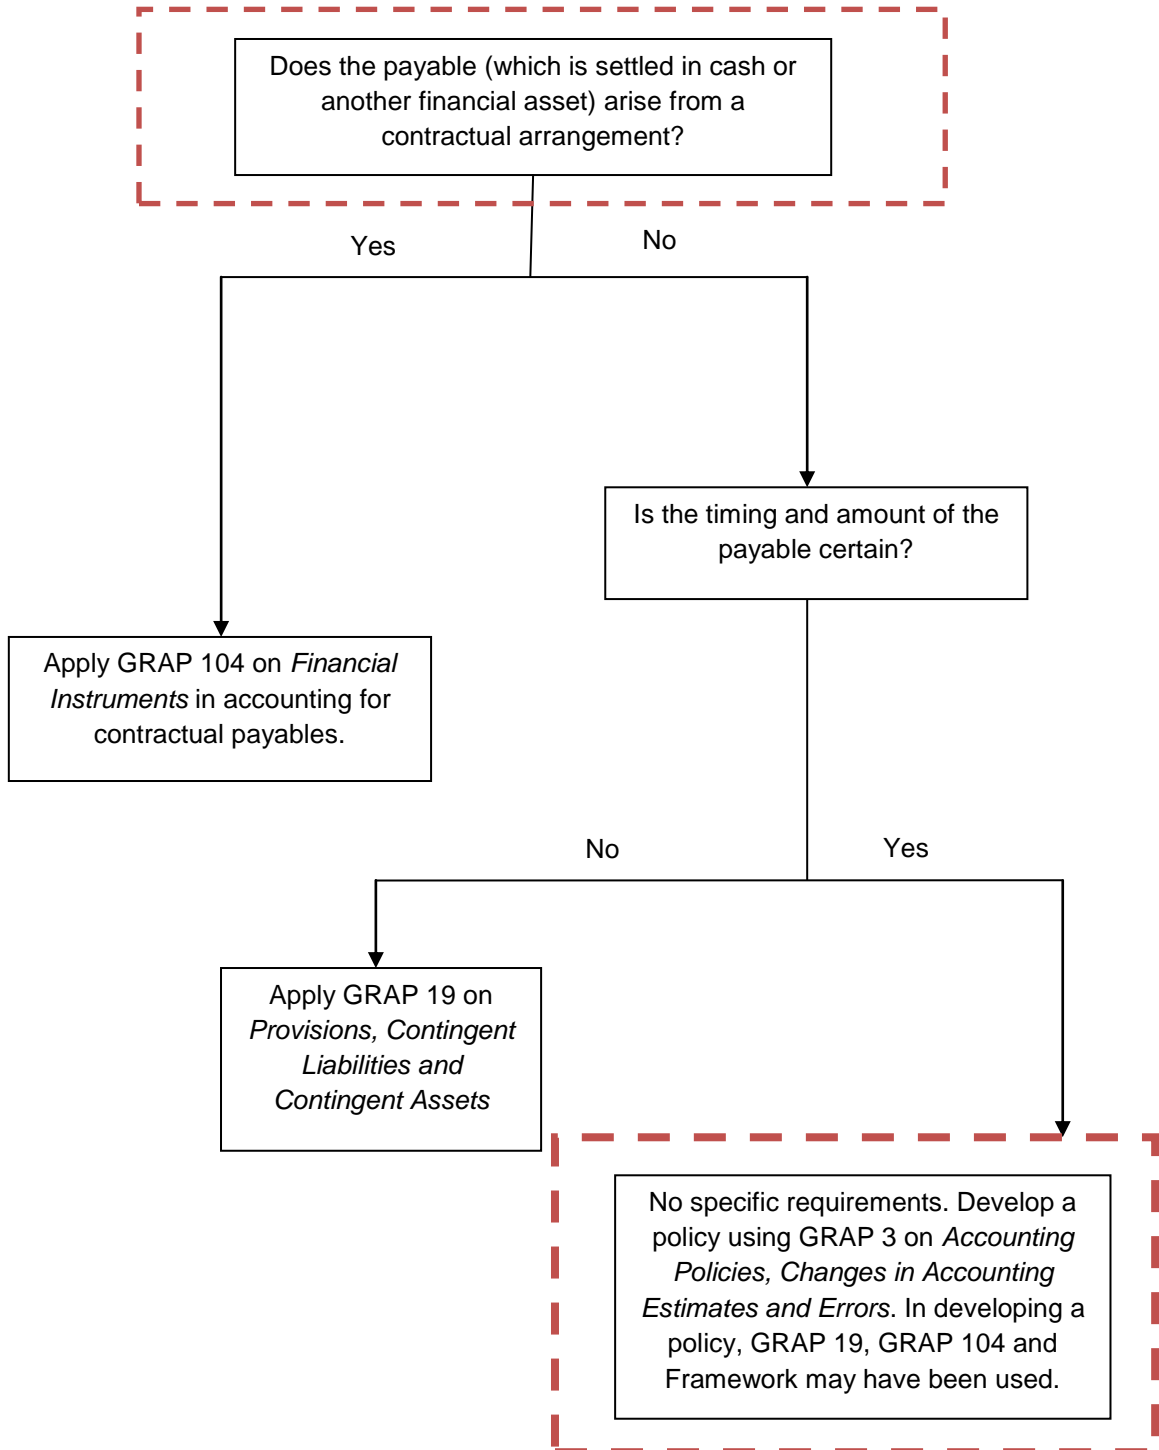 Does the payable (which is settled in cash or
another financial asset) arise from a
contractual arrangement?
Yes
No
Is the timing and amount of the
payable certain?
Apply GRAP 104 on Financial
Instruments in accounting for
contractual payables.
No
Yes
Apply GRAP 19 on
Provisions, Contingent
Liabilities and
Contingent Assets
No specific requirements. Develop a
policy using GRAP 3 on Accounting
Policies, Changes in Accounting
Estimates and Errors. In developing a
policy, GRAP 19, GRAP 104 and
Framework may have been used.